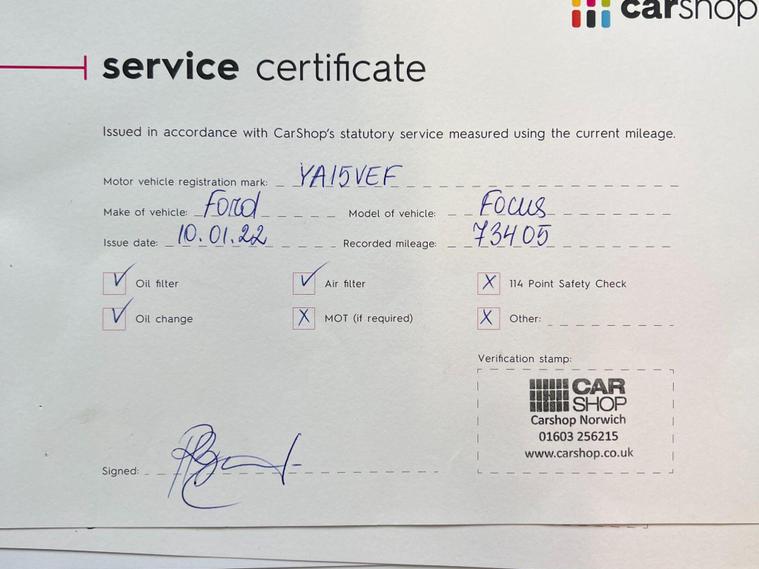 carshop
service certificate
Issued in accordance with CarShop's statutory service measured using the current mileage.
Motor vehicle registration mark: YA15VEF
Make of vehicle: Ford Model of vehicle: Focus
Issue date: 10.01.22 Recorded mileage: 73405
Oil filter Air filter 114 Point Safety Check
Oil change MOT (if required) Other:
Verification stamp:
CAR
SHOP
Carshop Norwich
01603 256215
www.carshop.co.uk
Signed: